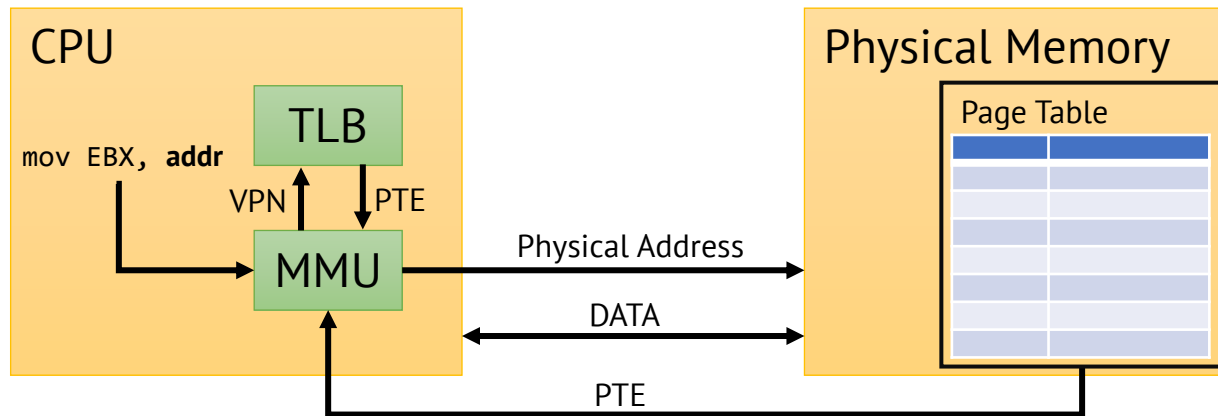 CPU
TLB
mov EBX, addr
VPN
PTE
MMU
Physical Address
DATA
PTE
Physical Memory
Page Table